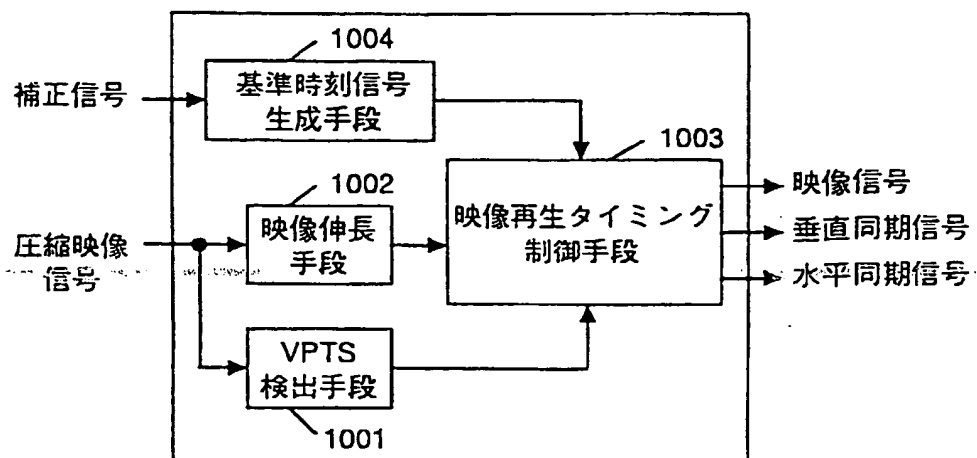 1004
補正信号
基準時刻信号
生成手段
1003
1002
映像信号
映像伸長
手段
映像再生タイミング
制御手段
垂直同期信号
圧縮映像
信号
水平同期信号
VPTS
検出手段
1001